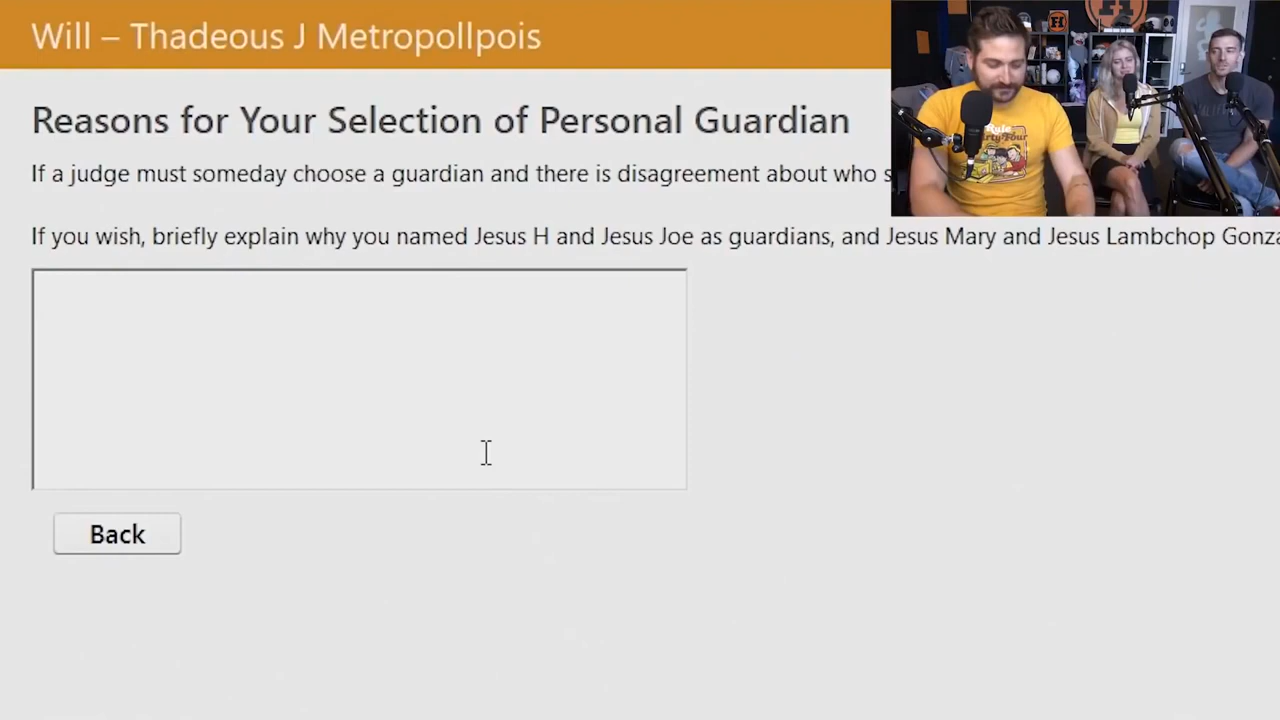 Will – Thadeous J Metropollpois
Reasons for Your Selection of Personal Guardian
If a judge must someday choose a guardian and there is disagreement about who
If you wish, briefly explain why you named Jesus H and Jesus Joe as guardians, and Jesus Mary and Jesus Lambchop
Back